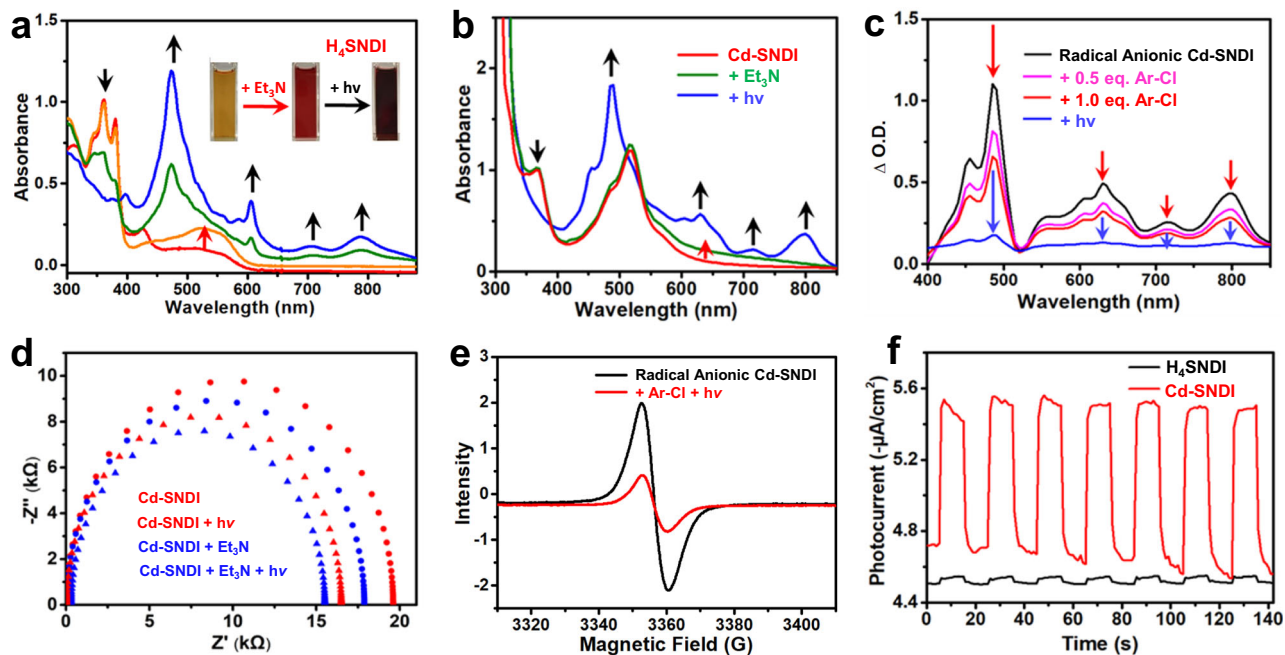 a
H₄SNDI
+ Et₃N
+ hν
Absorbance
1.5
1.0
0.5
0.0
300 400 500 600 700 800
Wavelength (nm)
b
Cd-SNDI
+ Et₃N
+ hν
Absorbance
2
1
0
300 400 500 600 700 800
Wavelength (nm)
c
Radical Anionic Cd-SNDI
+ 0.5 eq. Ar-Cl
+ 1.0 eq. Ar-Cl
+ hν
Δ O.D.
1.5
1.0
0.5
0.0
400 500 600 700 800
Wavelength (nm)
d
Cd-SNDI
Cd-SNDI + hν
Cd-SNDI + Et₃N
Cd-SNDI + Et₃N + hν
-Z'' (kΩ)
10
8
6
4
2
0
0 5 10 15 20
Z' (kΩ)
e
Radical Anionic Cd-SNDI
+ Ar-Cl + hν
Intensity
3
2
1
0
-1
-2
3320 3340 3360 3380 3400
Magnetic Field (G)
f
H₄SNDI
Cd-SNDI
Photocurrent (-μA/cm²)
5.6
5.2
4.8
4.4
0 20 40 60 80 100 120 140
Time (s)